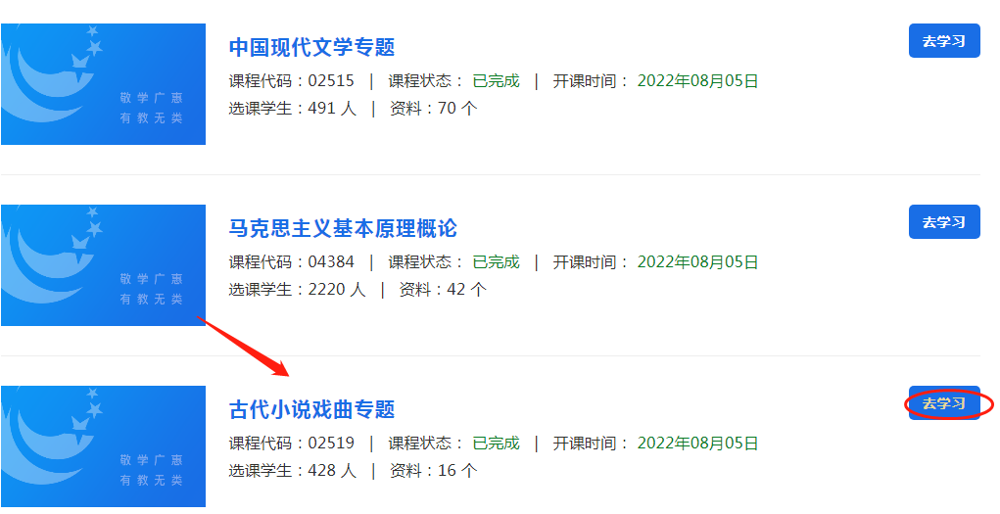 中国现代文学专题
去学习
课程代码：02515 | 课程状态： 已完成 | 开课时间： 2022年08月05日
敬学广惠
选课学生：491 人 | 资料：70 个
有教无类
马克思主义基本原理概论
去学习
课程代码：04384 | 课程状态： 已完成 | 开课时间： 2022年08月05日
敬学广惠
选课学生：2220 人 | 资料：42 个
有教无类
古代小说戏曲专题
去学习
课程代码：02519 | 课程状态： 已完成 | 开课时间： 2022年08月05日
敬学广惠
选课学生：428 人 | 资料：16 个
有教无类